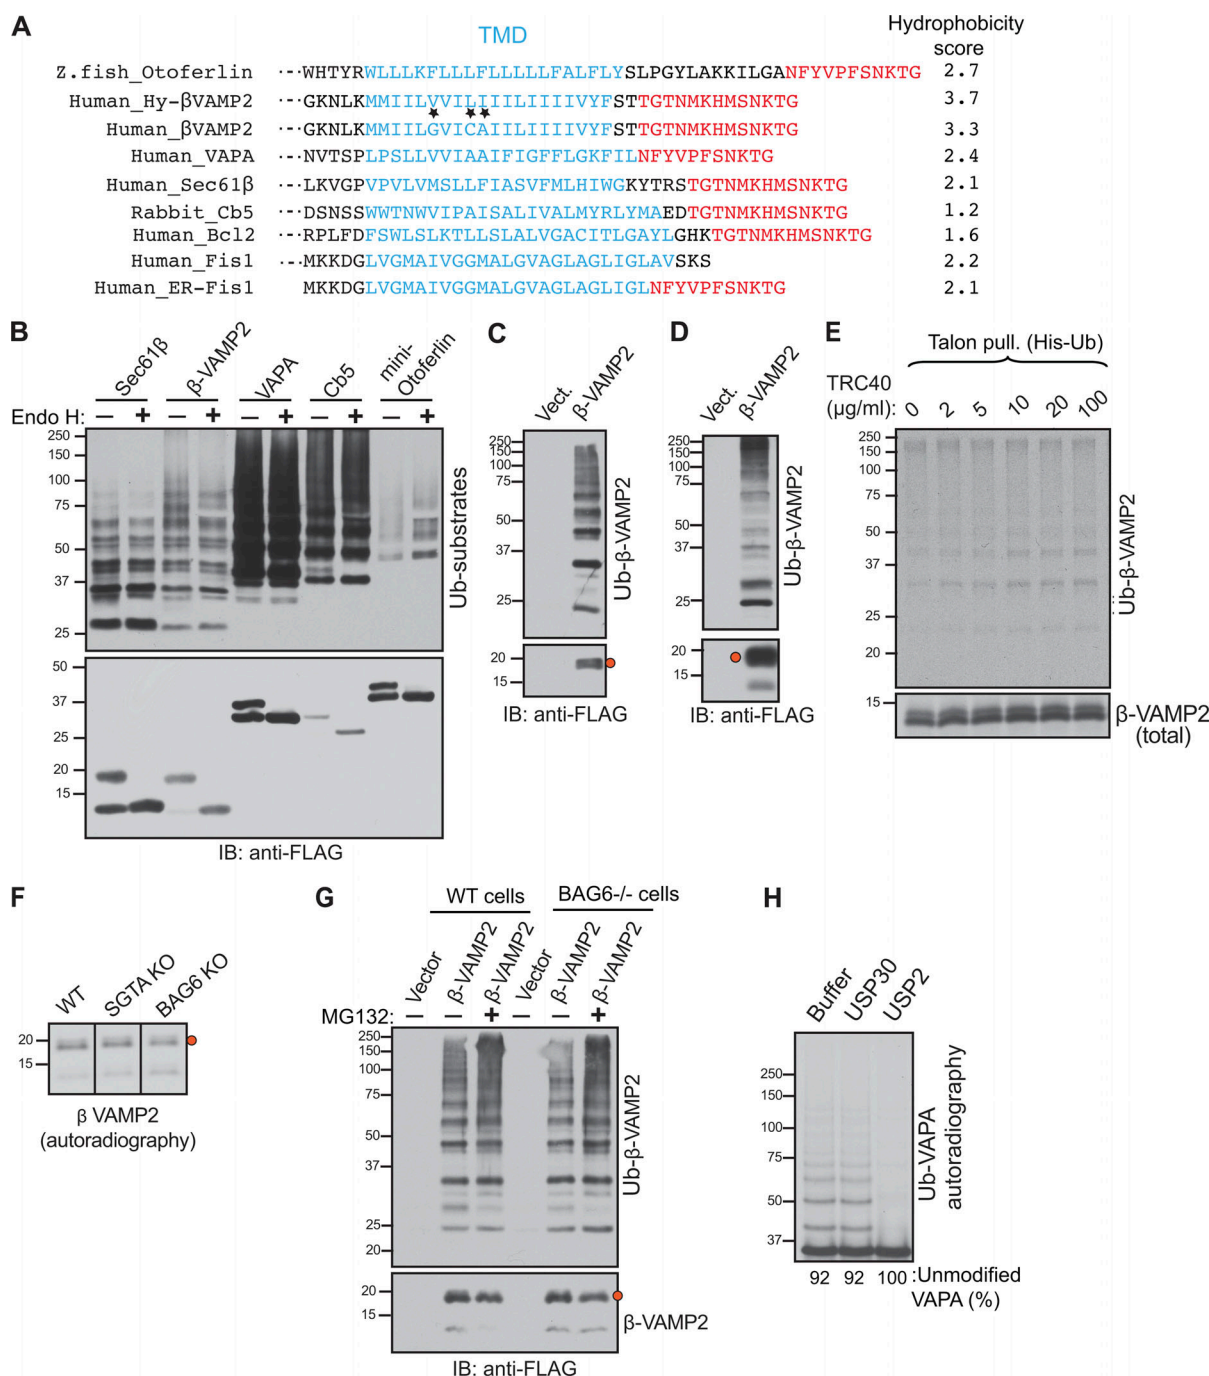 A
TMD
Hydrophobicity
score
Z.fish_Otoferlin ---WHTYRWLLLKFLLLFLLLLLFALFLYSLPGYLAKKILGANFYVPFSNKTG 2.7
Human_Hy-βVAMP2 ---GKNLKMMIILVVILIIILIIIIVYFSTTGTNMKHMSNKTG 3.7
Human_βVAMP2 ---GKNLKMMIILGVICAIILIIIIVYFSTTGTNMKHMSNKTG 3.3
Human_VAPA ---NVTSPLPSLLVVIAAIFIGFFLGKFILNFYVPFSNKTG 2.4
Human_Sec61β ---LKVGPVPVLVMSLLFIASVFMLHIWGKYTRSTGTNMKHMSNKTG 2.1
Rabbit_Cb5 ---DSNSSWWTNWVIPAISALIVALMYRLYMAEDTGTNMKHMSNKTG 1.2
Human_Bcl2 ---RPLFDFSWLSLKTLLSLALVGACITLGAYLGHKTGTNMKHMSNKTG 1.6
Human_Fis1 ---MKKDGLVGMAIVGGMALGVAGLAGLIGLAVSKS 2.2
Human_ER-Fis1 ---MKKDGLVGMAIVGGMALGVAGLAGLIGLNFYVPFSNKTG 2.1
B
Sec61β β-VAMP2 VAPA Cb5 mini-
Otoferlin
Endo H: – + – + – + – + – +
250
150
100
75
50
37
25
Ub-substrates
50
37
25
20
15
IB: anti-FLAG
C
Vect. β-VAMP2
250
150
100
75
50
37
25
Ub-β-VAMP2
20
15
IB: anti-FLAG
D
Vect. β-VAMP2
250
150
100
75
50
37
25
Ub-β-VAMP2
20
15
IB: anti-FLAG
E
Talon pull. (His-Ub)
TRC40
(μg/ml): 0 2 5 10 20 100
250
150
100
75
50
37
25
20
Ub-β-VAMP2
15
β-VAMP2
(total)
F
WT SGTA KO BAG6 KO
20
15
β VAMP2
(autoradiography)
G
WT cells BAG6-/- cells
Vector β-VAMP2 β-VAMP2 Vector β-VAMP2 β-VAMP2
MG132: – – + – – +
250
150
100
75
50
37
25
20
Ub-β-VAMP2
20
15
β-VAMP2
IB: anti-FLAG
H
Buffer USP30 USP2
250
150
100
75
50
37
Ub-VAPA
autoradiography
92 92 100 :Unmodified
VAPA (%)